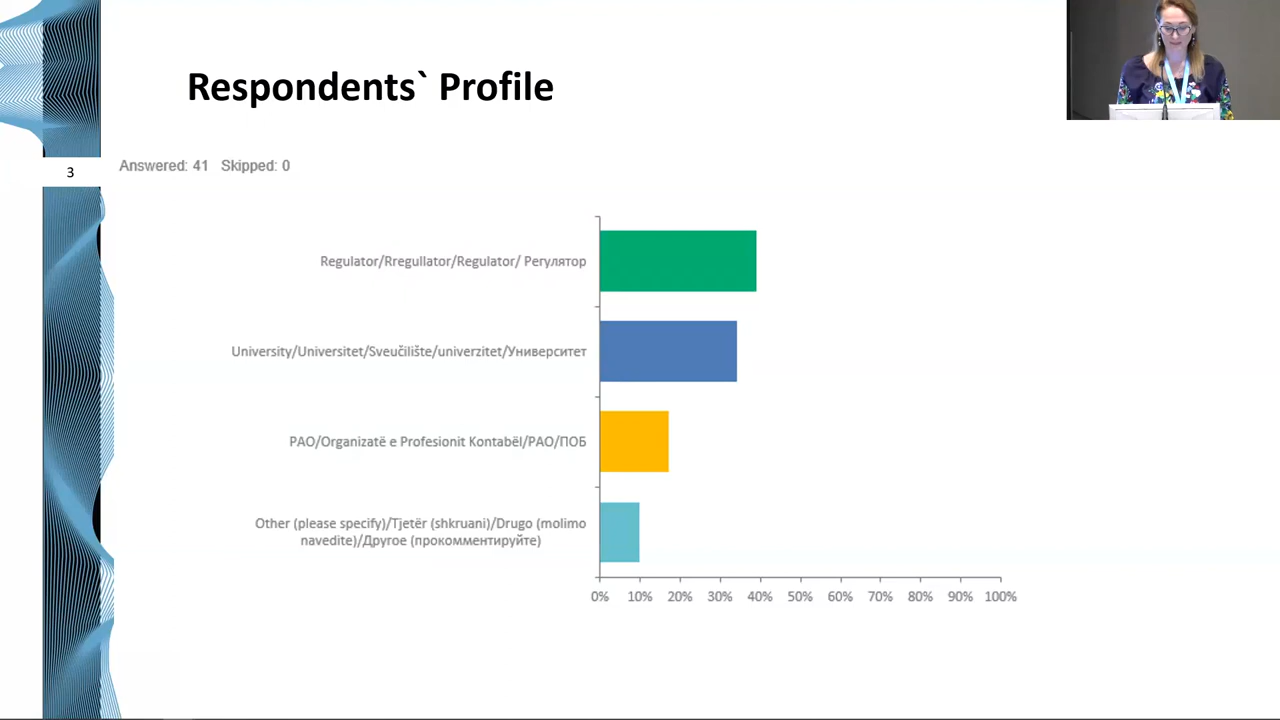 Respondents` Profile
3
Answered: 41 Skipped: 0
Regulator/Rregullator/Regulator/ Регулятор
University/Universitet/Sveučilište/univerzitet/Университет
PAO/Organizatë e Profesionit Kontabël/PAO/ПОБ
Other (please specify)/Tjetër (shkruani)/Drugo (molimo
navedite)/Другое (прокомментируйте)
0% 10% 20% 30% 40% 50% 60% 70% 80% 90% 100%